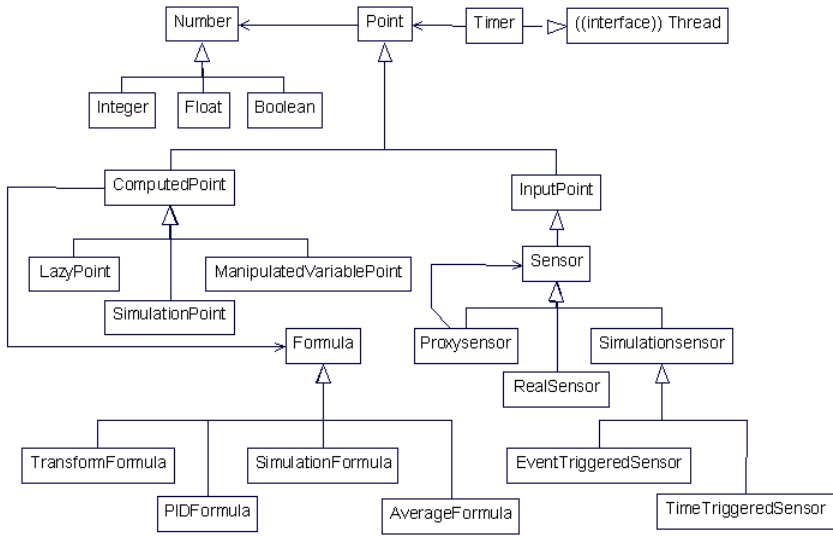 Number
Point
Timer
((interface)) Thread
Integer
Float
Boolean
ComputedPoint
InputPoint
LazyPoint
ManipulatedVariablePoint
Sensor
SimulationPoint
Formula
Proxysensor
Simulationsensor
RealSensor
TransformFormula
SimulationFormula
EventTriggeredSensor
PIDFormula
AverageFormula
TimeTriggeredSensor